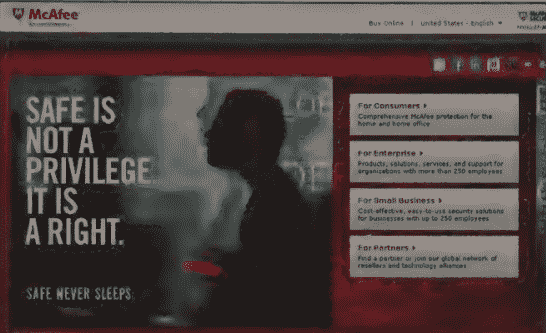 McAfee
Buy Online | United States - English
SAFE IS
NOT A
PRIVILEGE
IT IS
A RIGHT.
SAFE NEVER SLEEPS.
For Consumers
Comprehensive McAfee protection for the
home and home office
For Enterprise
Products, solutions, services, and support for
organizations with more than 250 employees
For Small Business
Cost-effective, easy-to-use security solutions
for businesses with up to 250 employees
For Partners
Find a partner or join our global network of
resellers and technology alliances